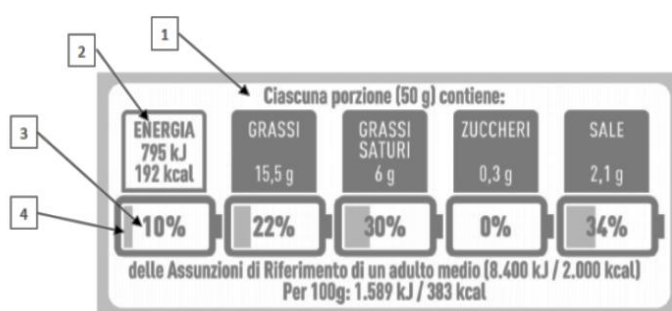 1
2
3
4
Ciascuna porzione (50 g) contiene:
ENERGIA
795 kJ
192 kcal
GRASSI
15,5 g
GRASSI
SATURI
6 g
ZUCCHERI
0,3 g
SALE
2,1 g
10%
22%
30%
0%
34%
delle Assunzioni di Riferimento di un adulto medio (8.400 kJ / 2.000 kcal)
Per 100g: 1.589 kJ / 383 kcal